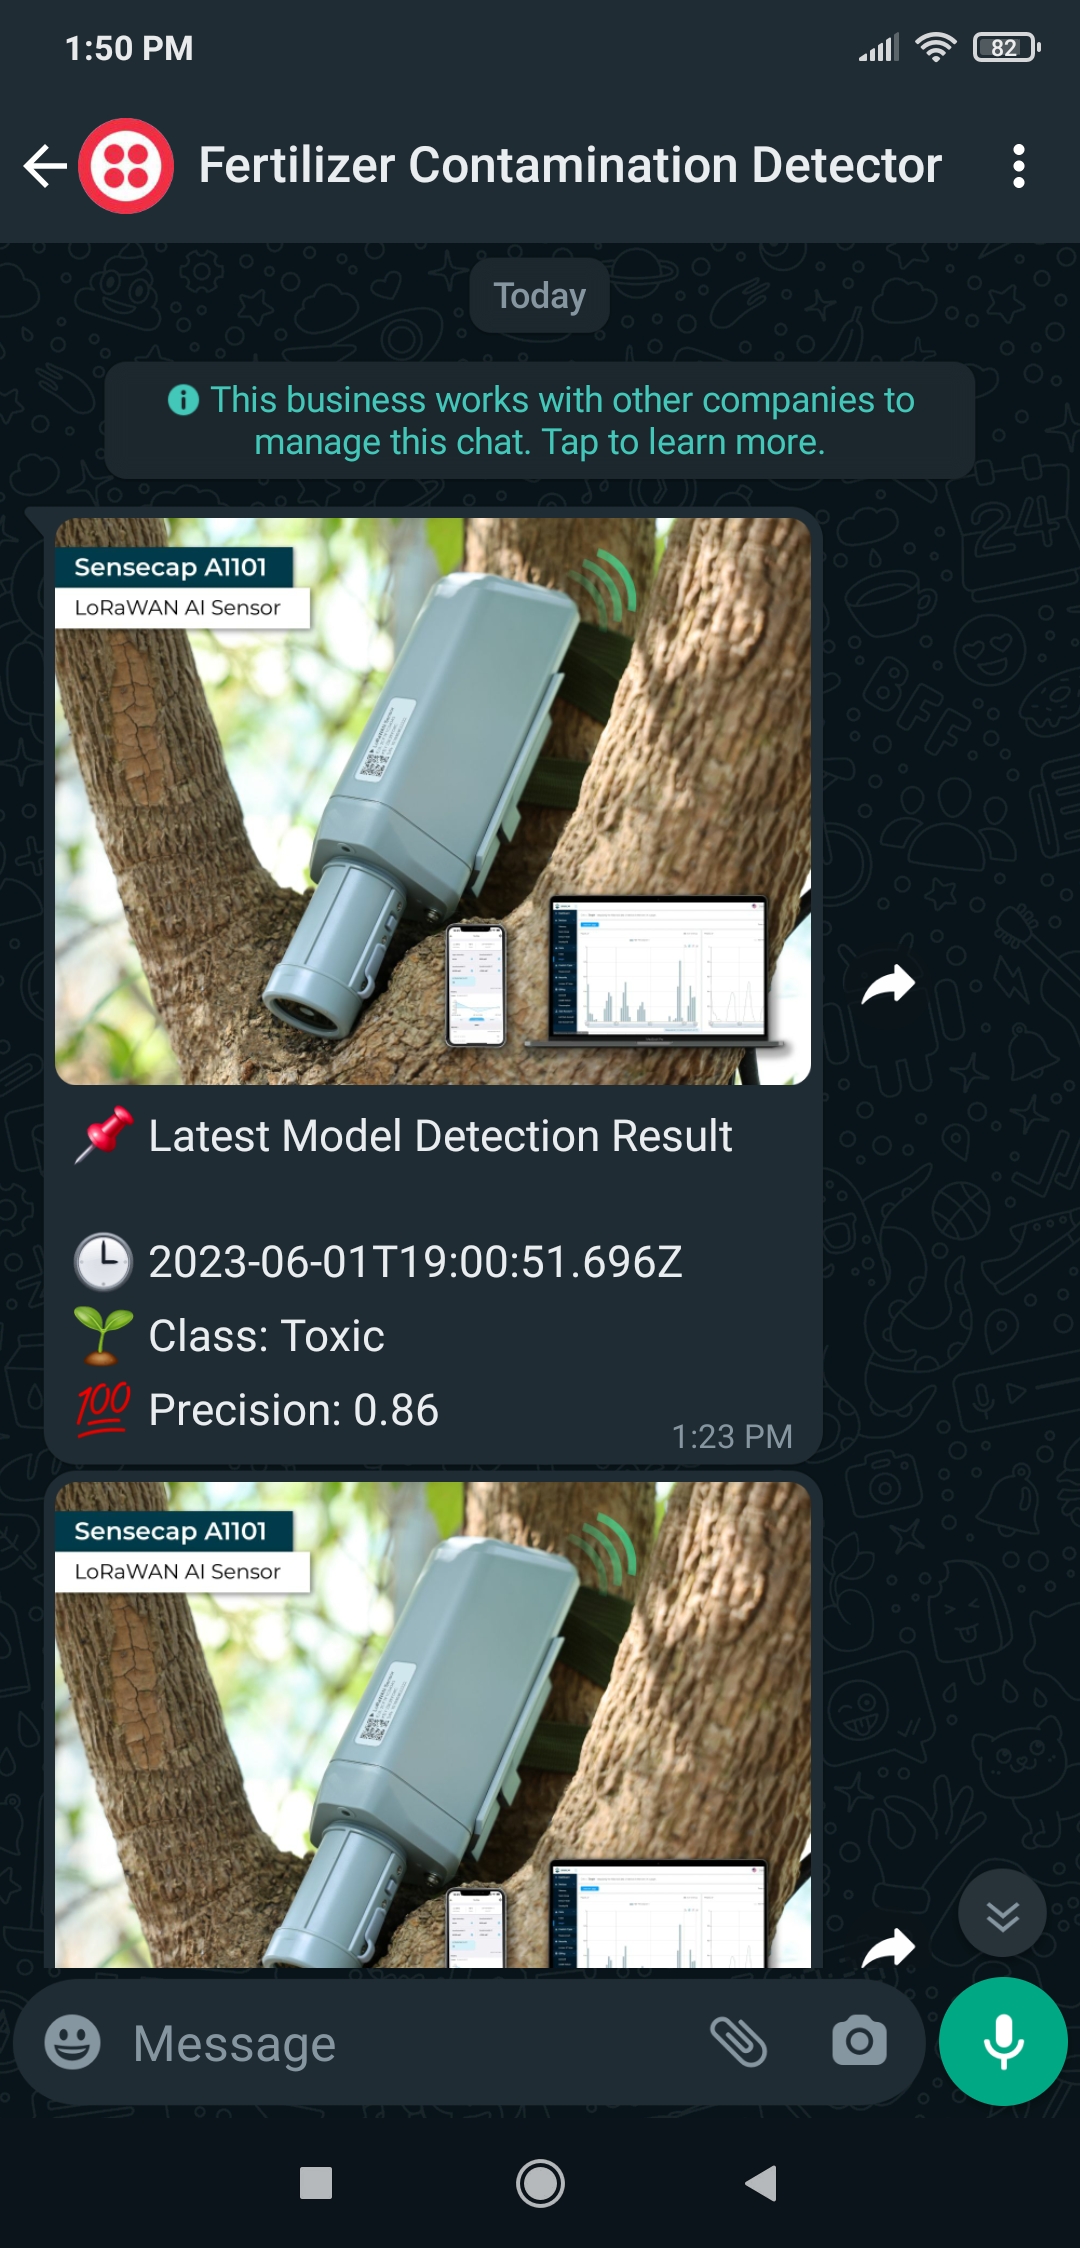 1:50 PM
82
Fertilizer Contamination Detector
Today
This business works with other companies to
manage this chat. Tap to learn more.
Sensecap A1101
LoRaWAN AI Sensor
📌 Latest Model Detection Result
🕒 2023-06-01T19:00:51.696Z
🌱 Class: Toxic
💯 Precision: 0.86
1:23 PM
Sensecap A1101
LoRaWAN AI Sensor
Message